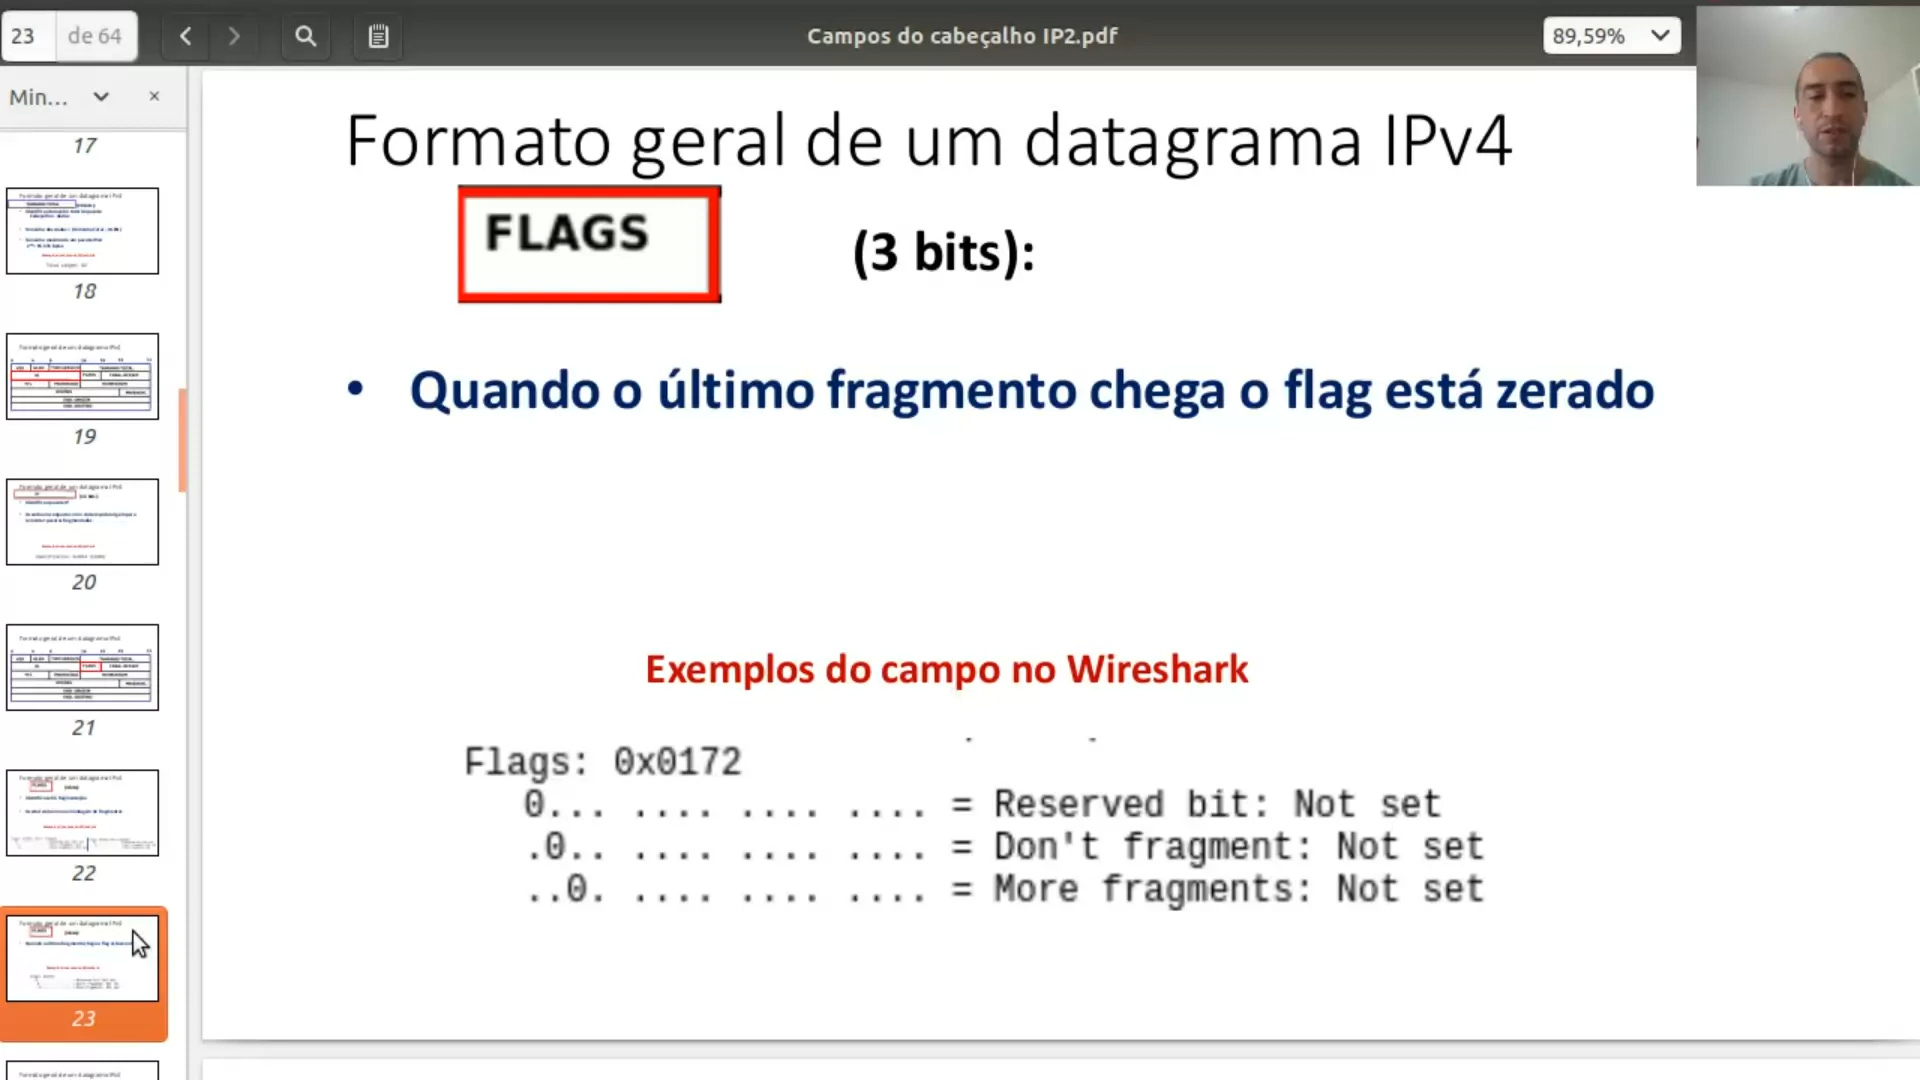 23 de 64
Campos do cabeçalho IP2.pdf
89,59%
Min...
17
18
19
20
21
22
23
Formato geral de um datagrama IPv4
FLAGS (3 bits):
• Quando o último fragmento chega o flag está zerado
Exemplos do campo no Wireshark
Flags: 0x0172
0... .... .... .... = Reserved bit: Not set
.0.. .... .... .... = Don't fragment: Not set
..0. .... .... .... = More fragments: Not set